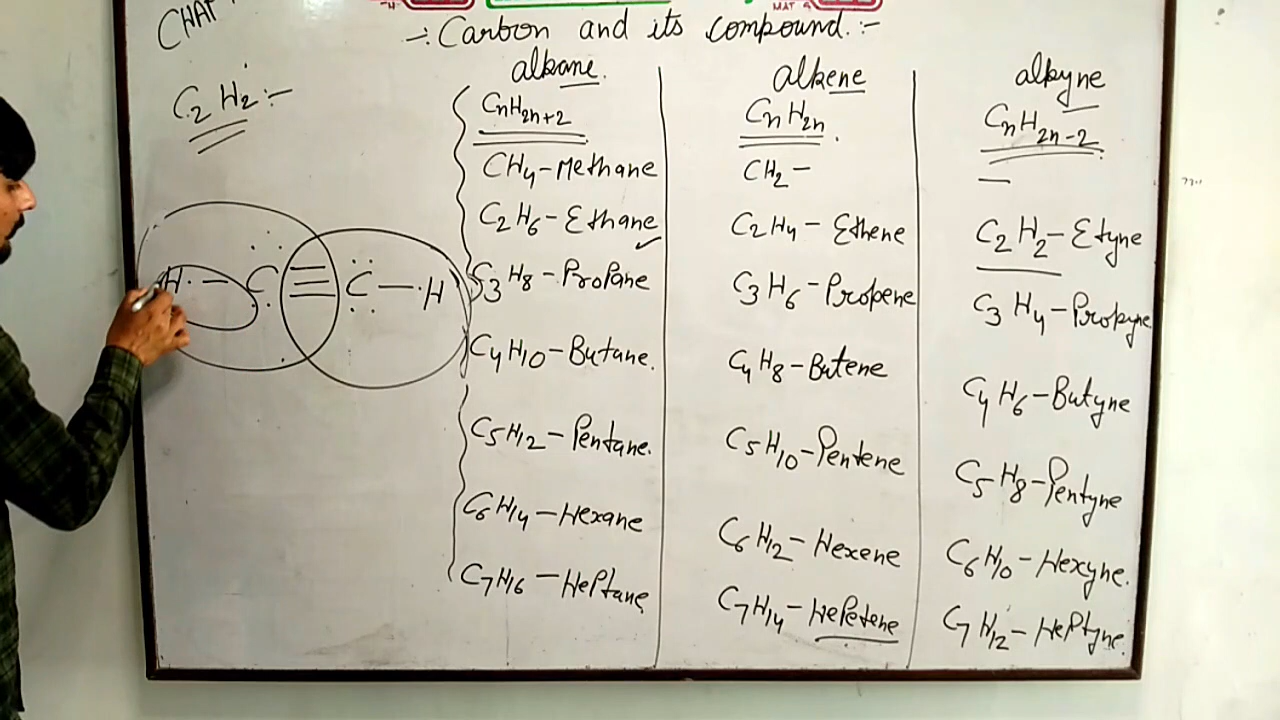 CHAP
MAT
-: Carbon and its compound :-
C2H2 :-
H · — C ≡ C — · H
alkane
CnH2n+2
CH4 - Methane
C2H6 - Ethane
C3H8 - Propane
C4H10 - Butane.
C5H12 - Pentane.
C6H14 - Hexane
C7H16 - HePtane
alkene
CnH2n.
CH2 -
C2H4 - Ethene
C3H6 - Propene
C4H8 - Butene
C5H10 - Pentene
C6H12 - Hexene
C7H14 - HePetene
alkyne
CnH2n-2
—
C2H2 - Etyne
C3H4 - Propyne
C4H6 - Butyne
C5H8 - Pentyne
C6H10 - Hexyne.
C7H12 - HePtyne.